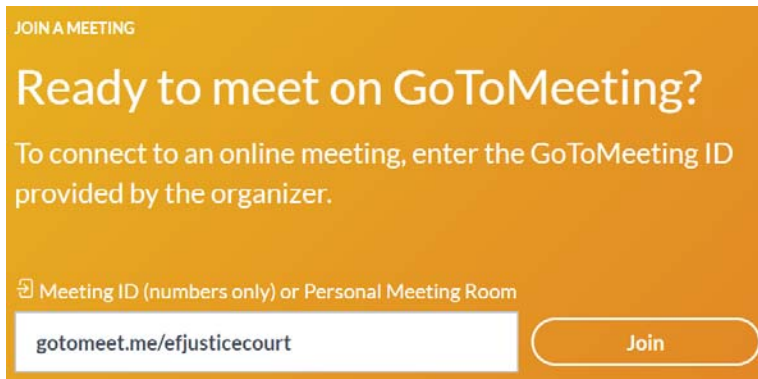 JOIN A MEETING
Ready to meet on GoToMeeting?
To connect to an online meeting, enter the GoToMeeting ID
provided by the organizer.
Meeting ID (numbers only) or Personal Meeting Room
gotomeet.me/efjusticecourt
Join